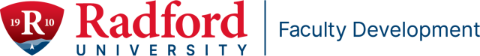 19 R 10
Radford
UNIVERSITY
Faculty Development